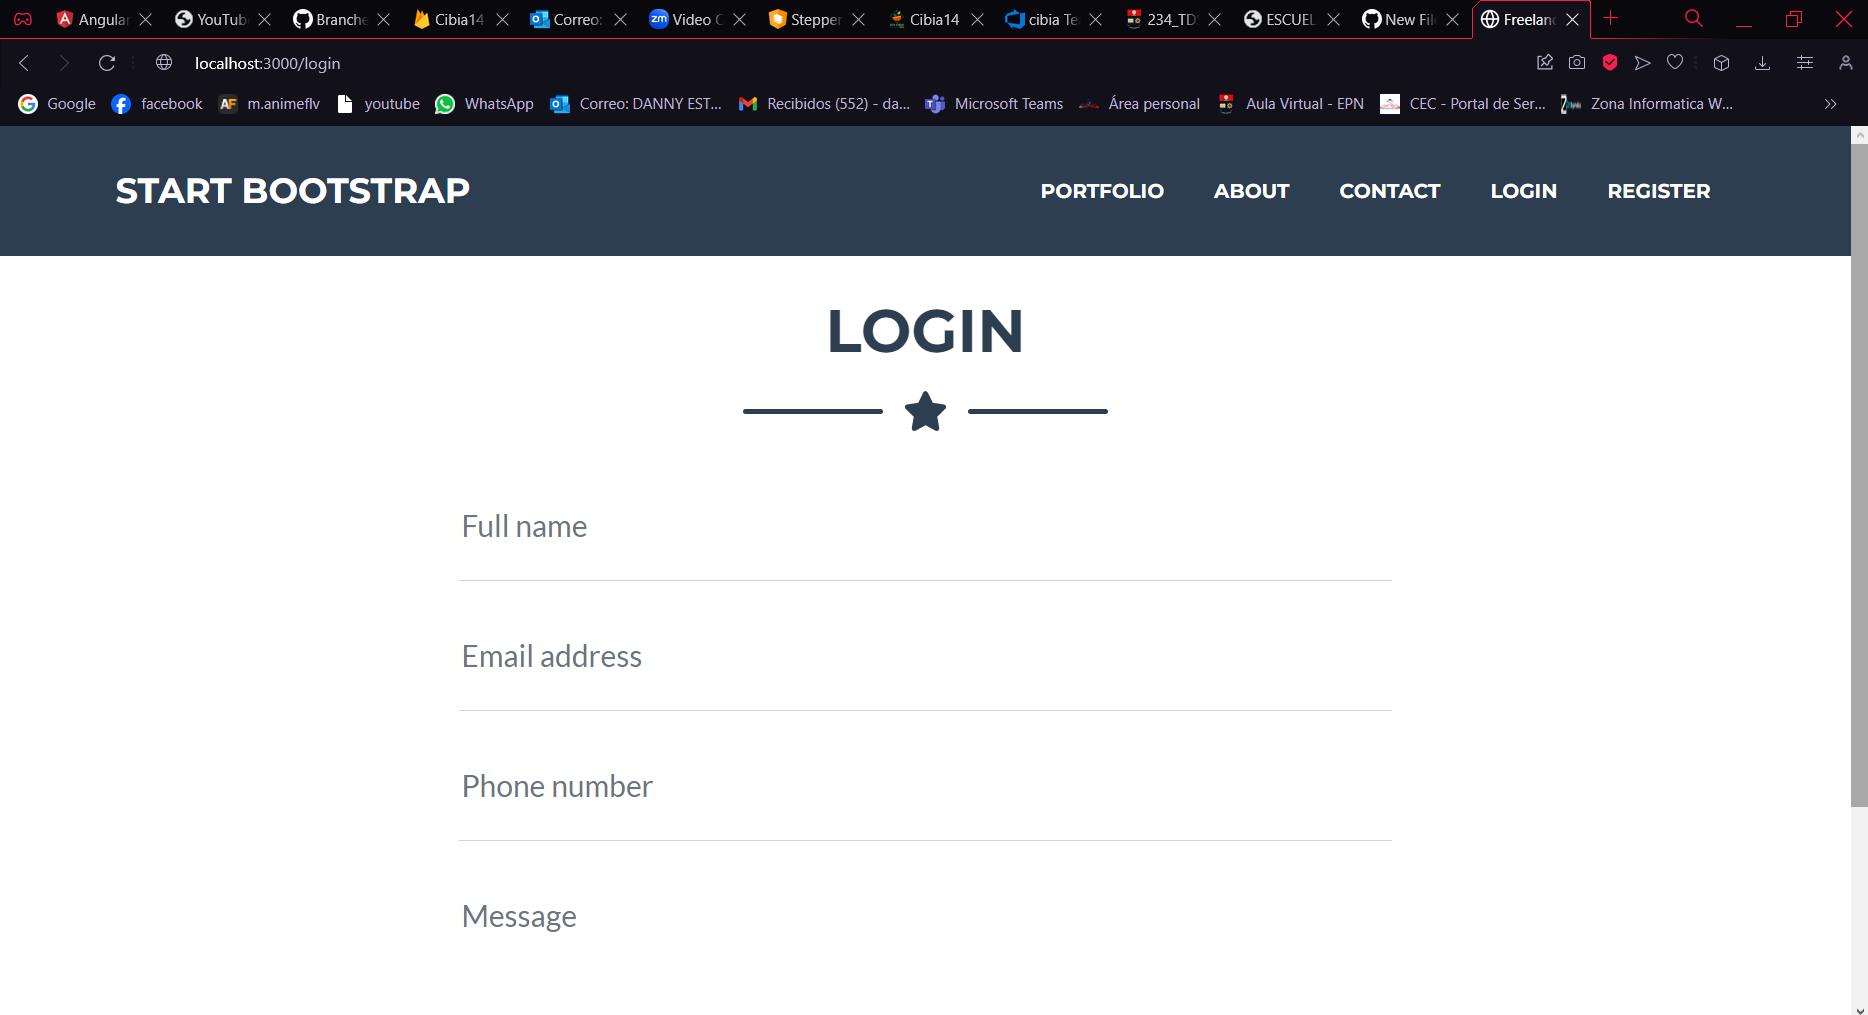 Angular YouTub Branche Cibia14 Correo: Video C Stepper Cibia14 cibia Te 234_TD ESCUEL New Fil Freelanc
localhost:3000/login
Google facebook AF m.animeflv youtube WhatsApp Correo: DANNY EST... Recibidos (552) - da... Microsoft Teams Área personal Aula Virtual - EPN CEC - Portal de Ser... Zona Informatica W...
START BOOTSTRAP PORTFOLIO ABOUT CONTACT LOGIN REGISTER
LOGIN
Full name
Email address
Phone number
Message